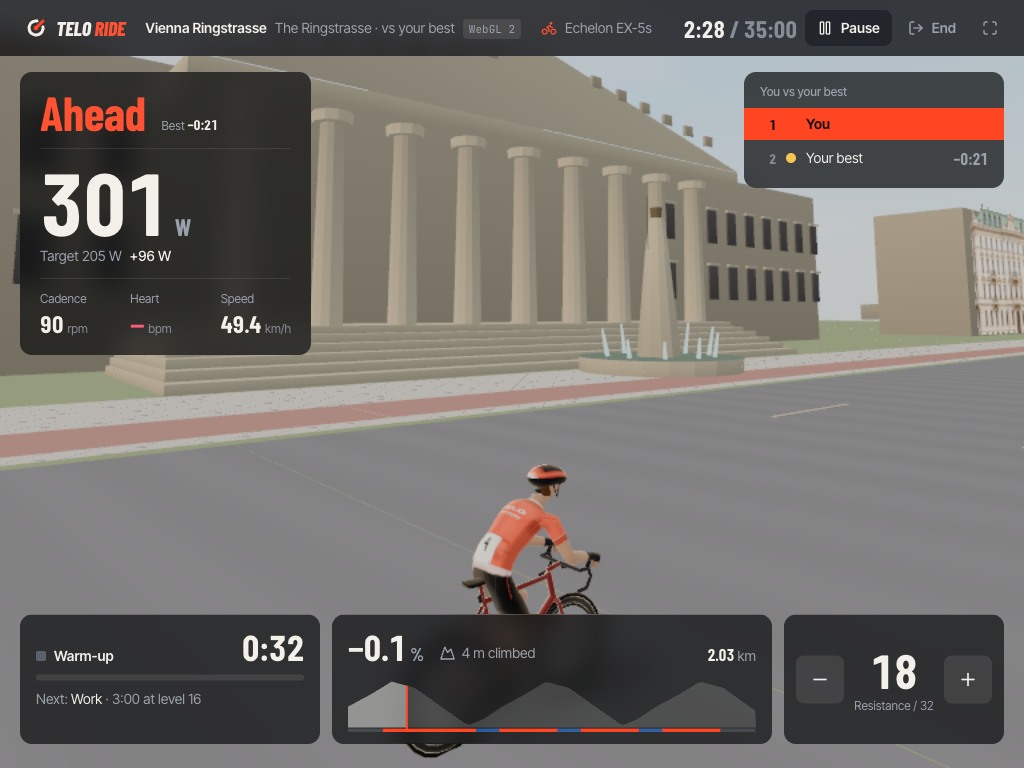 TELO RIDE
Vienna Ringstrasse The Ringstrasse · vs your best WebGL 2
Echelon EX-5s
2:28 / 35:00
Pause
End
Ahead Best −0:21
301 W
Target 205 W +96 W
Cadence Heart Speed
90 rpm — bpm 49.4 km/h
You vs your best
1 You
2 Your best −0:21
Warm-up 0:32
Next: Work · 3:00 at level 16
−0.1 % 4 m climbed 2.03 km
− 18 +
Resistance / 32